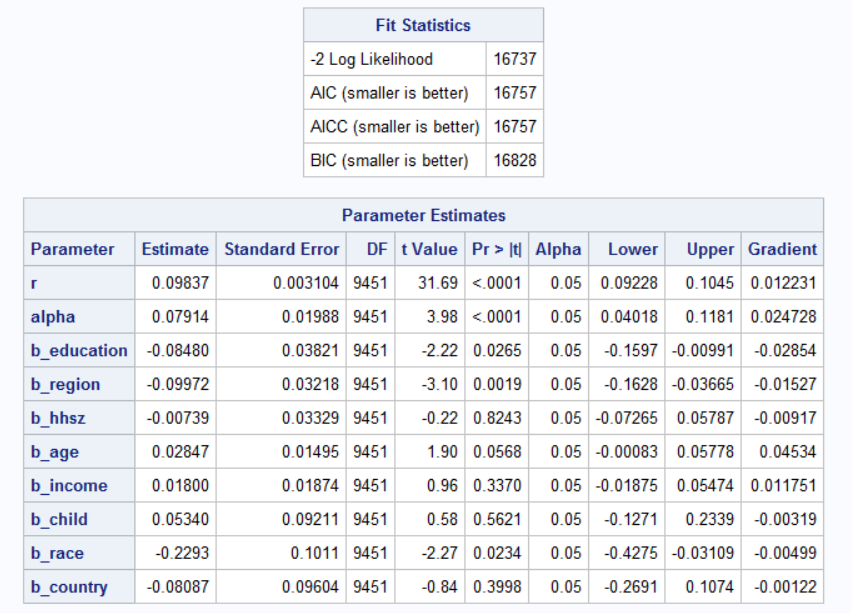 Fit Statistics
-2 Log Likelihood 16737
AIC (smaller is better) 16757
AICC (smaller is better) 16757
BIC (smaller is better) 16828
Parameter Estimates
Parameter Estimate Standard Error DF t Value Pr > |t| Alpha Lower Upper Gradient
r 0.09837 0.003104 9451 31.69 <.0001 0.05 0.09228 0.1045 0.012231
alpha 0.07914 0.01988 9451 3.98 <.0001 0.05 0.04018 0.1181 0.024728
b_education -0.08480 0.03821 9451 -2.22 0.0265 0.05 -0.1597 -0.00991 -0.02854
b_region -0.09972 0.03218 9451 -3.10 0.0019 0.05 -0.1628 -0.03665 -0.01527
b_hhsz -0.00739 0.03329 9451 -0.22 0.8243 0.05 -0.07265 0.05787 -0.00917
b_age 0.02847 0.01495 9451 1.90 0.0568 0.05 -0.00083 0.05778 0.04534
b_income 0.01800 0.01874 9451 0.96 0.3370 0.05 -0.01875 0.05474 0.011751
b_child 0.05340 0.09211 9451 0.58 0.5621 0.05 -0.1271 0.2339 -0.00319
b_race -0.2293 0.1011 9451 -2.27 0.0234 0.05 -0.4275 -0.03109 -0.00499
b_country -0.08087 0.09604 9451 -0.84 0.3998 0.05 -0.2691 0.1074 -0.00122